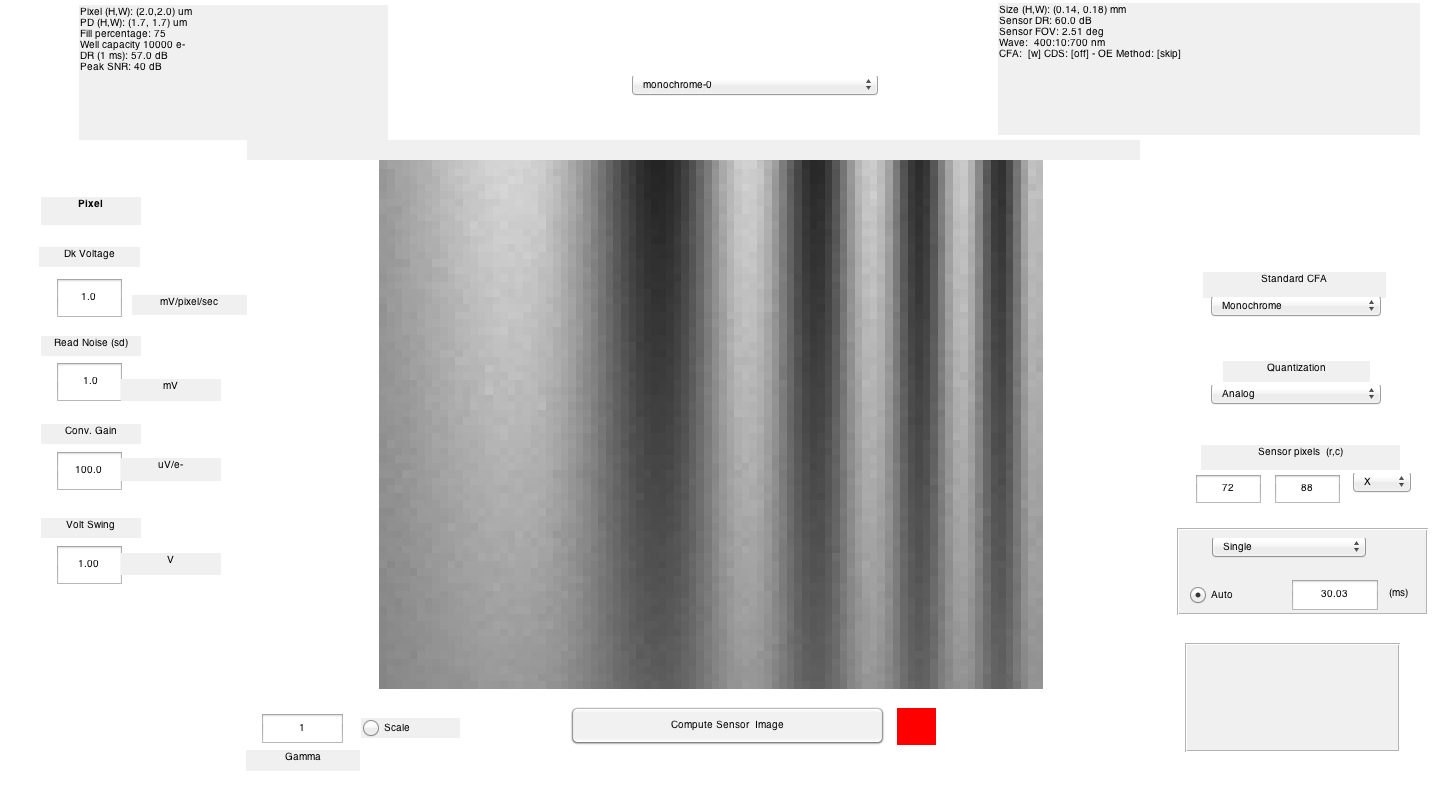 Pixel (H,W): (2.0,2.0) um
PD (H,W): (1.7, 1.7) um
Fill percentage: 75
Well capacity 10000 e-
DR (1 ms): 57.0 dB
Peak SNR: 40 dB
monochrome-0
Size (H,W): (0.14, 0.18) mm
Sensor DR: 60.0 dB
Sensor FOV: 2.51 deg
Wave:  400:10:700 nm
CFA:  [w] CDS: [off] - OE Method: [skip]
Pixel
Dk Voltage
1.0
mV/pixel/sec
Read Noise (sd)
1.0
mV
Conv. Gain
100.0
uV/e-
Volt Swing
1.00
V
Standard CFA
Monochrome
Quantization
Analog
Sensor pixels  (r,c)
72
88
X
Single
Auto
30.03
(ms)
1
Scale
Gamma
Compute Sensor  Image